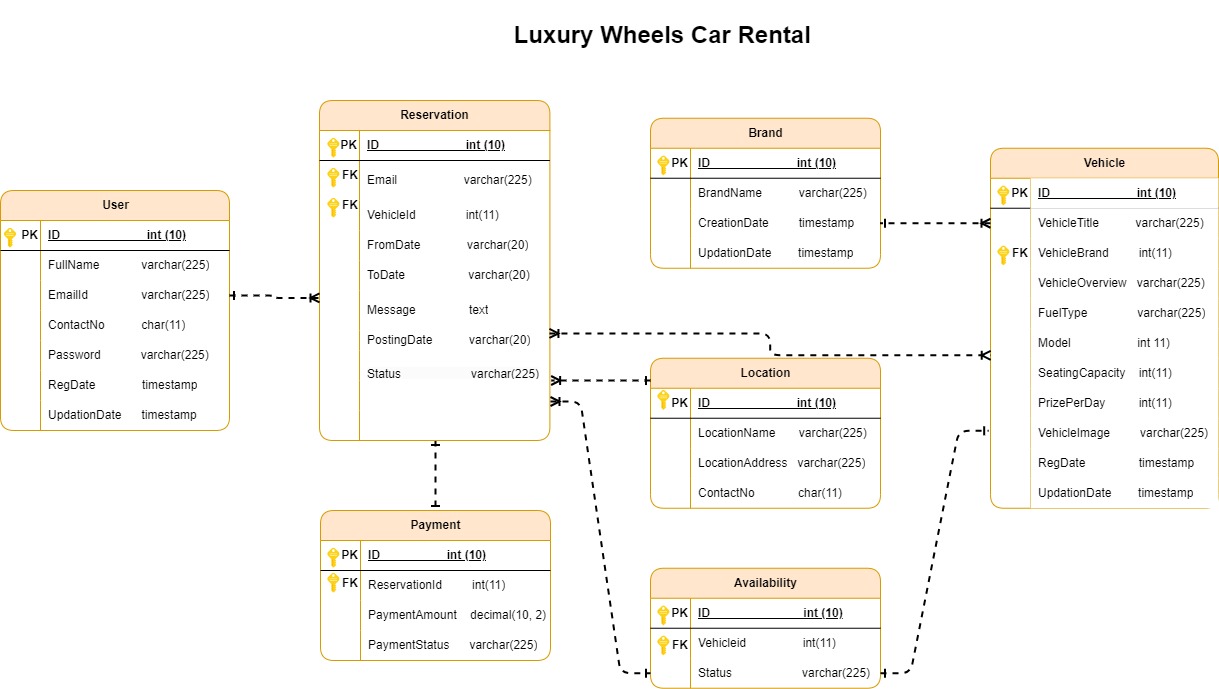 Luxury Wheels Car Rental
User
PK ID int (10)
FullName varchar(225)
EmailId varchar(225)
ContactNo char(11)
Password varchar(225)
RegDate timestamp
UpdationDate timestamp
Reservation
PK ID int (10)
FK Email varchar(225)
FK VehicleId int(11)
FromDate varchar(20)
ToDate varchar(20)
Message text
PostingDate varchar(20)
Status varchar(225)
Brand
PK ID int (10)
BrandName varchar(225)
CreationDate timestamp
UpdationDate timestamp
Vehicle
PK ID int (10)
VehicleTitle varchar(225)
FK VehicleBrand int(11)
VehicleOverview varchar(225)
FuelType varchar(225)
Model int 11)
SeatingCapacity int(11)
PrizePerDay int(11)
VehicleImage varchar(225)
RegDate timestamp
UpdationDate timestamp
Location
PK ID int (10)
LocationName varchar(225)
LocationAddress varchar(225)
ContactNo char(11)
Payment
PK ID int (10)
FK ReservationId int(11)
PaymentAmount decimal(10, 2)
PaymentStatus varchar(225)
Availability
PK ID int (10)
FK Vehicleid int(11)
Status varchar(225)